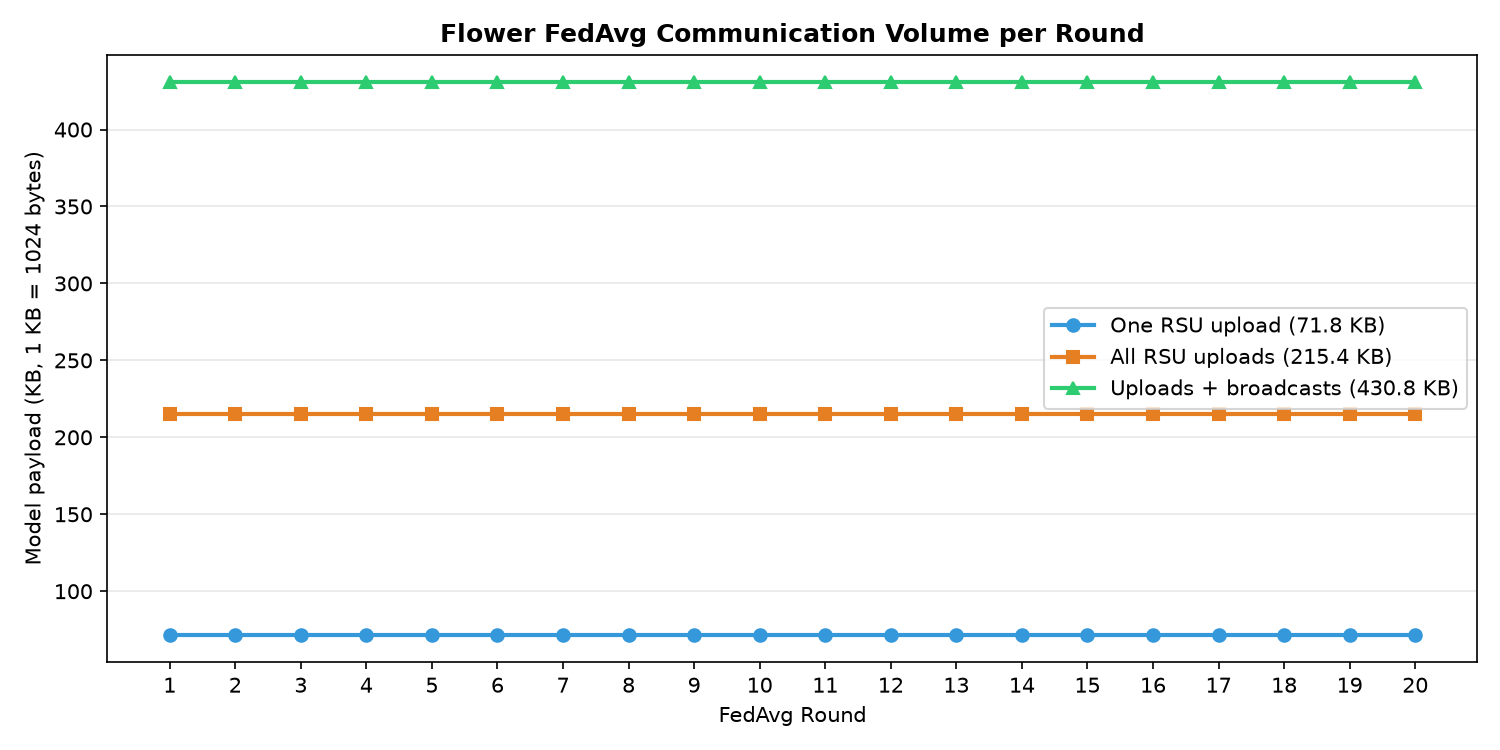 Flower FedAvg Communication Volume per Round
Model payload (KB, 1 KB = 1024 bytes)
400
350
300
250
200
150
100
One RSU upload (71.8 KB)
All RSU uploads (215.4 KB)
Uploads + broadcasts (430.8 KB)
1 2 3 4 5 6 7 8 9 10 11 12 13 14 15 16 17 18 19 20
FedAvg Round